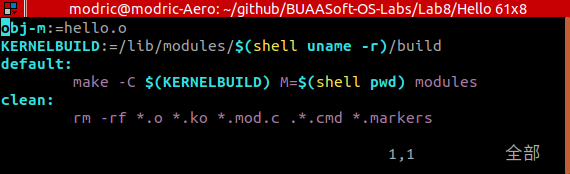 modric@modric-Aero: ~/github/BUAASoft-OS-Labs/Lab8/Hello 61x8
obj-m:=hello.o
KERNELBUILD:=/lib/modules/$(shell uname -r)/build
default:
        make -C $(KERNELBUILD) M=$(shell pwd) modules
clean:
        rm -rf *.o *.ko *.mod.c .*.cmd *.markers
1,1 全部